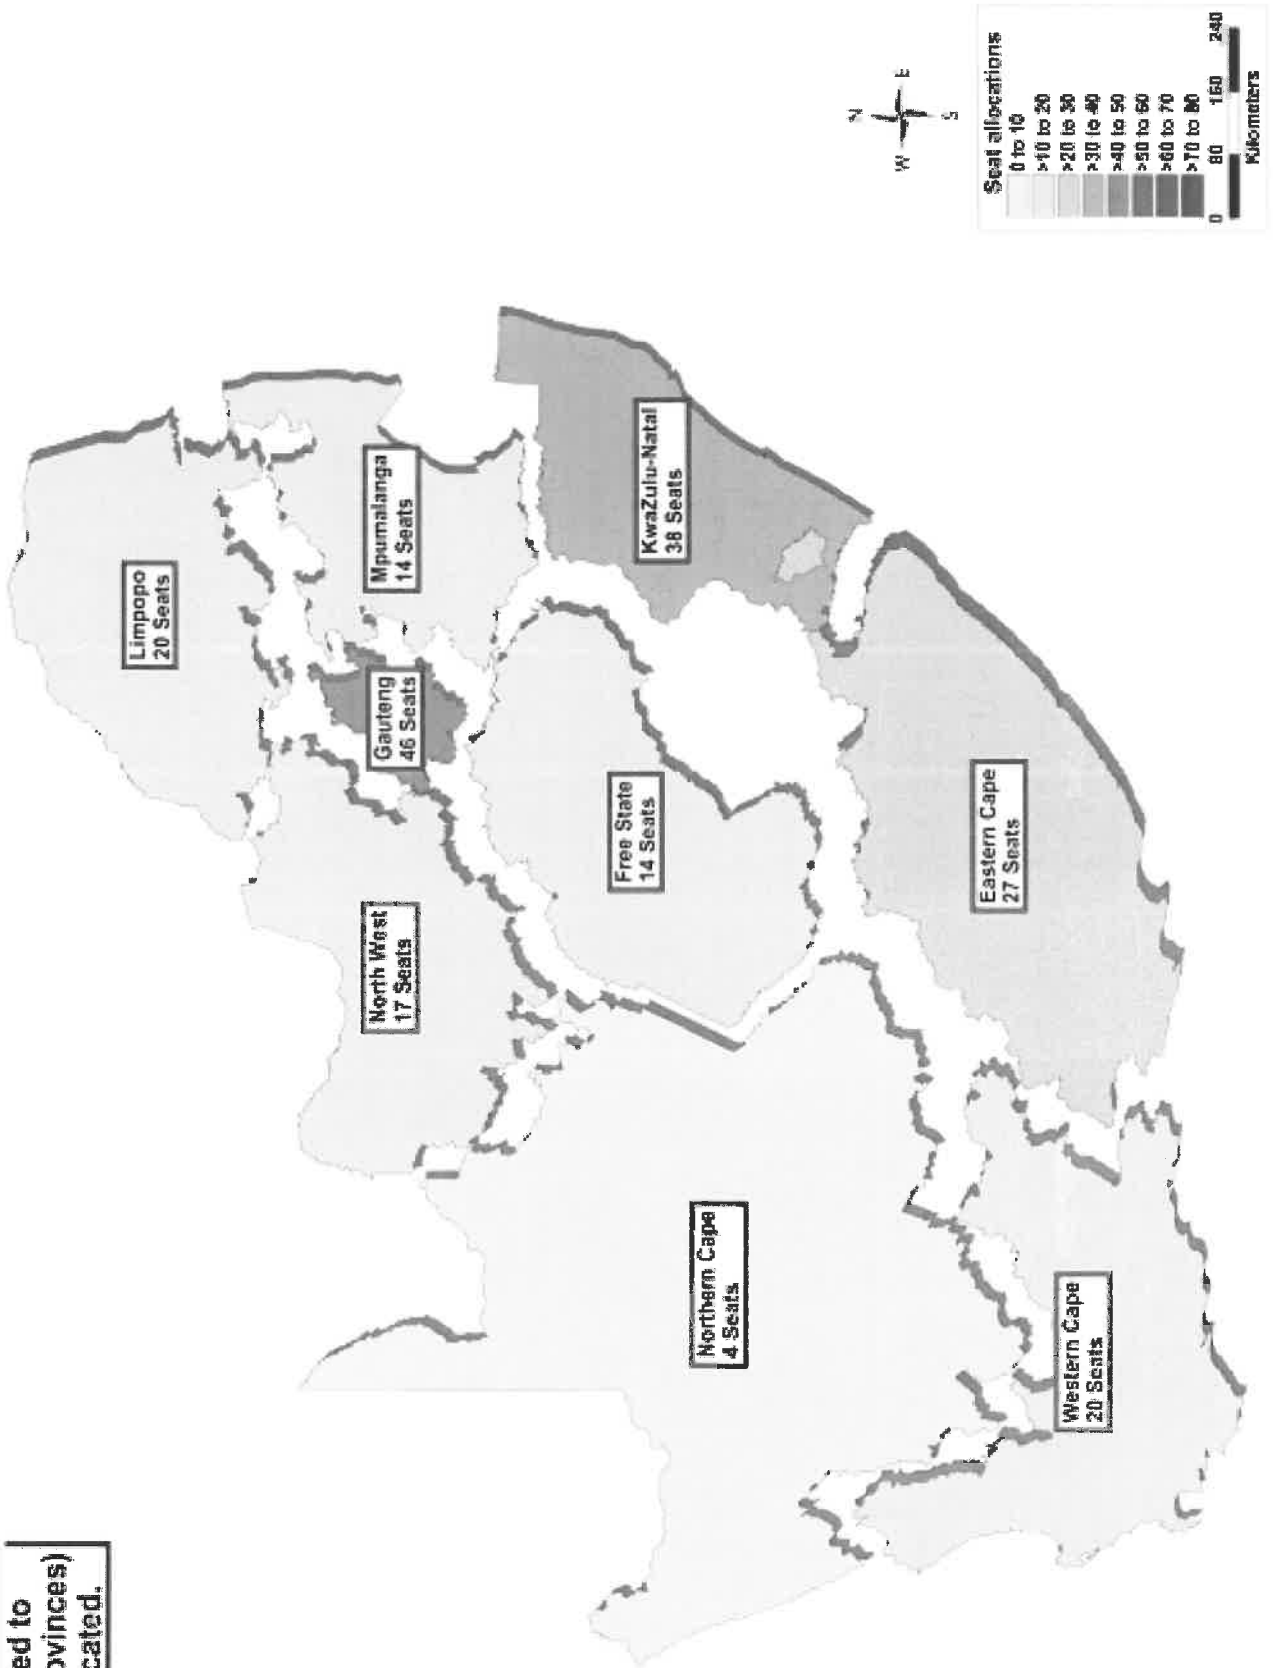 ed to
ovinces)
cated.
Limpopo
20 Seats
Mpumalanga
14 Seats
Gauteng
46 Seats
North West
17 Seats
KwaZulu-Natal
38 Seats
Free State
14 Seats
Northern Cape
4 Seats
Eastern Cape
27 Seats
Western Cape
20 Seats
N
W E
S
Seat allocations
0 to 10
>10 to 20
>20 to 30
>30 to 40
>40 to 50
>50 to 60
>60 to 70
>70 to 80
0 80 160 240
Kilometers